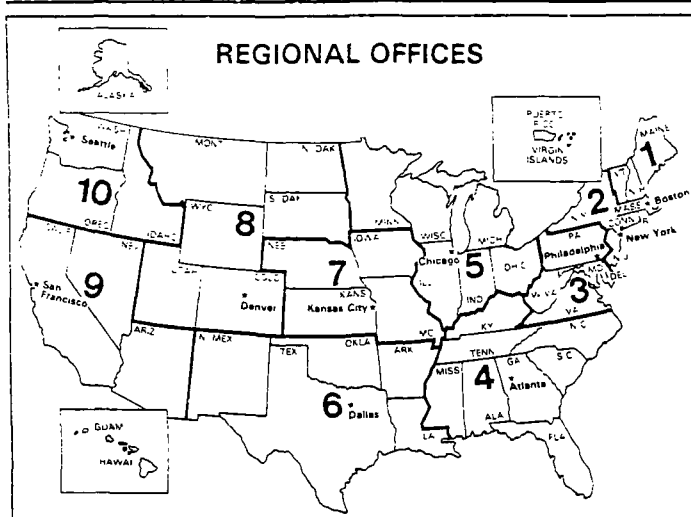 REGIONAL OFFICES
ALASKA
PUERTO
RICO
VIRGIN
ISLANDS
WASH
Seattle
MONT
N DAK
MAINE
1
10
OREG
IDAHO
WYO
8
S DAK
MINN
WISC
MICH
2
N Y
VT
N H
MASS
Boston
CONN
R I
New York
CALIF
NEV
9
San
Francisco
UTAH
COLO
Denver
NEB
7
IOWA
KANS
Kansas City
MO
Chicago
5
ILL
IND
OHIO
PA
Philadelphia
N J
MD
DEL
W VA
3
VA
KY
ARIZ
N MEX
TEX
OKLA
ARK
TENN
N C
S C
MISS
4
GA
Atlanta
ALA
6
Dallas
LA
FLA
GUAM
HAWAII